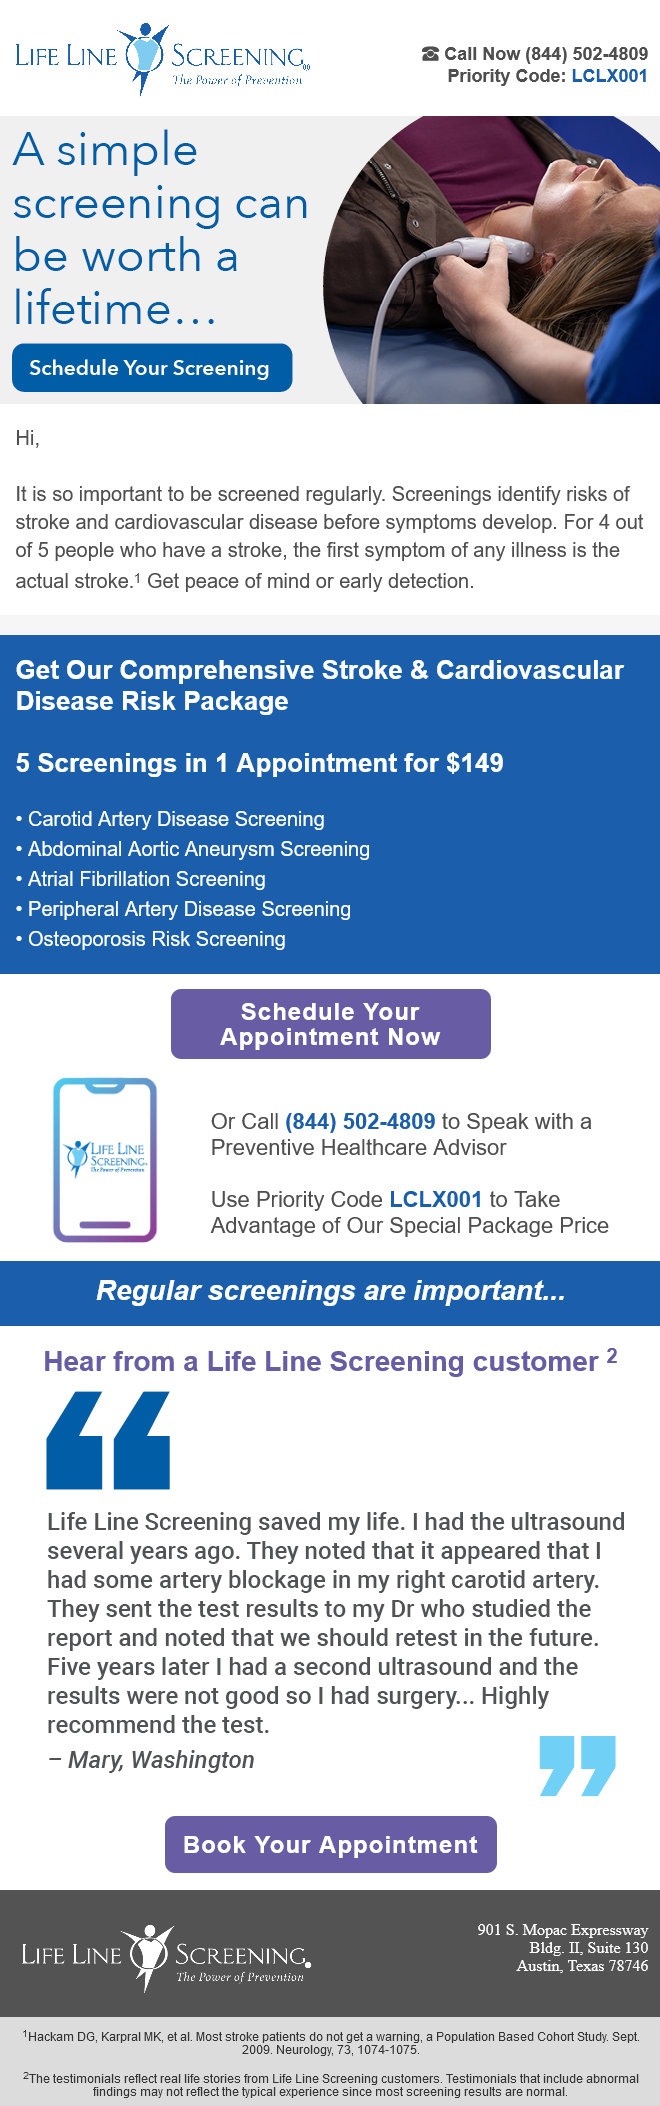 LIFE LINE SCREENING®
The Power of Prevention
☎ Call Now (844) 502-4809
Priority Code: LCLX001
A simple
screening can
be worth a
lifetime...
Schedule Your Screening
Hi,
It is so important to be screened regularly. Screenings identify risks of
stroke and cardiovascular disease before symptoms develop. For 4 out
of 5 people who have a stroke, the first symptom of any illness is the
actual stroke.¹ Get peace of mind or early detection.
Get Our Comprehensive Stroke & Cardiovascular
Disease Risk Package
5 Screenings in 1 Appointment for $149
• Carotid Artery Disease Screening
• Abdominal Aortic Aneurysm Screening
• Atrial Fibrillation Screening
• Peripheral Artery Disease Screening
• Osteoporosis Risk Screening
Schedule Your
Appointment Now
LIFE LINE
SCREENING®
The Power of Prevention
Or Call (844) 502-4809 to Speak with a
Preventive Healthcare Advisor
Use Priority Code LCLX001 to Take
Advantage of Our Special Package Price
Regular screenings are important...
Hear from a Life Line Screening customer ²
“
Life Line Screening saved my life. I had the ultrasound
several years ago. They noted that it appeared that I
had some artery blockage in my right carotid artery.
They sent the test results to my Dr who studied the
report and noted that we should retest in the future.
Five years later I had a second ultrasound and the
results were not good so I had surgery... Highly
recommend the test.
– Mary, Washington
”
Book Your Appointment
LIFE LINE SCREENING®
The Power of Prevention
901 S. Mopac Expressway
Bldg. II, Suite 130
Austin, Texas 78746
¹Hackam DG, Karpral MK, et al. Most stroke patients do not get a warning, a Population Based Cohort Study. Sept.
2009. Neurology, 73, 1074-1075.
²The testimonials reflect real life stories from Life Line Screening customers. Testimonials that include abnormal
findings may not reflect the typical experience since most screening results are normal.